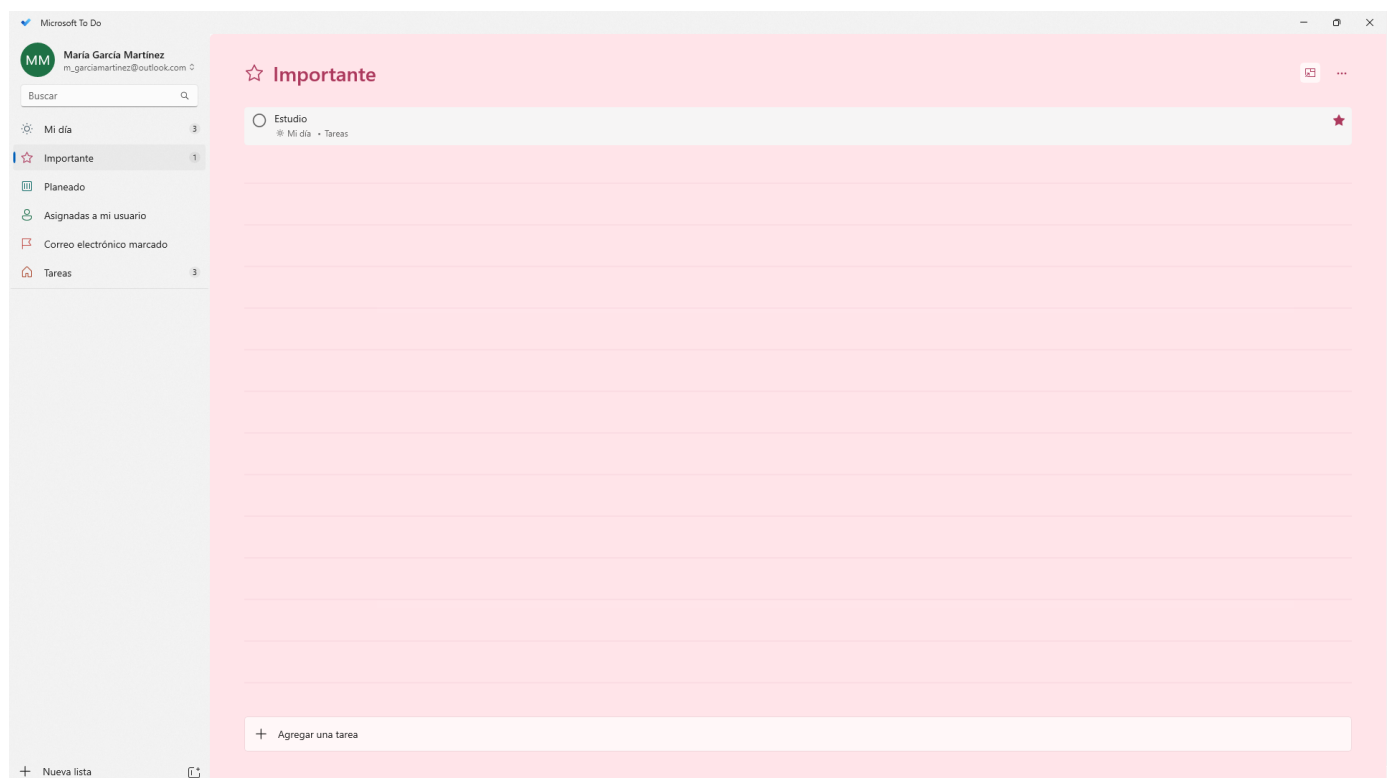 Microsoft To Do
MM
María García Martínez
m_garciamartinez@outlook.com
Buscar
Mi día 3
Importante 1
Planeado
Asignadas a mi usuario
Correo electrónico marcado
Tareas 3
Nueva lista
Importante
Estudio
Mi día • Tareas
Agregar una tarea